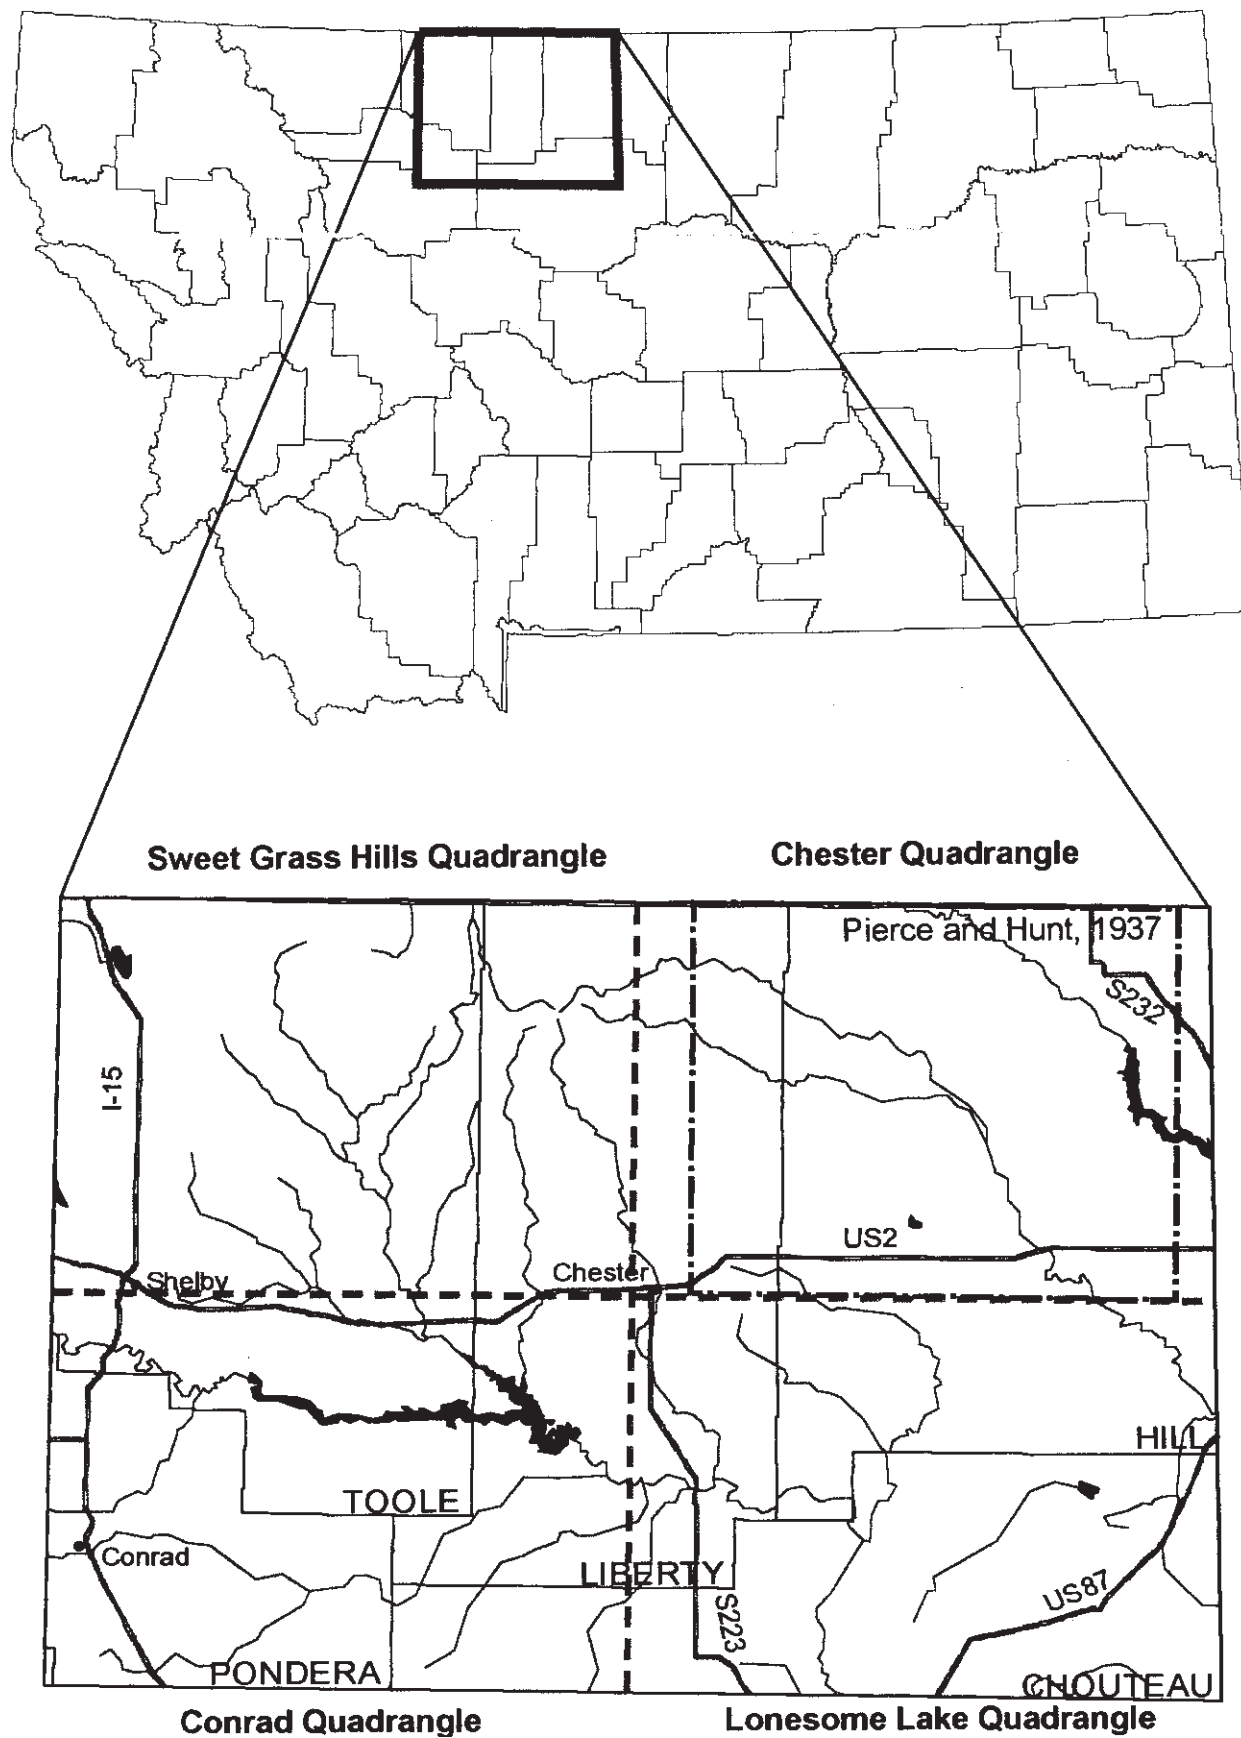 Sweet Grass Hills Quadrangle
Chester Quadrangle
Pierce and Hunt, 1937
S232
I-15
US2
Shelby
Chester
HILL
TOOLE
Conrad
LIBERTY
US87
S223
PONDERA
CHOUTEAU
Conrad Quadrangle
Lonesome Lake Quadrangle